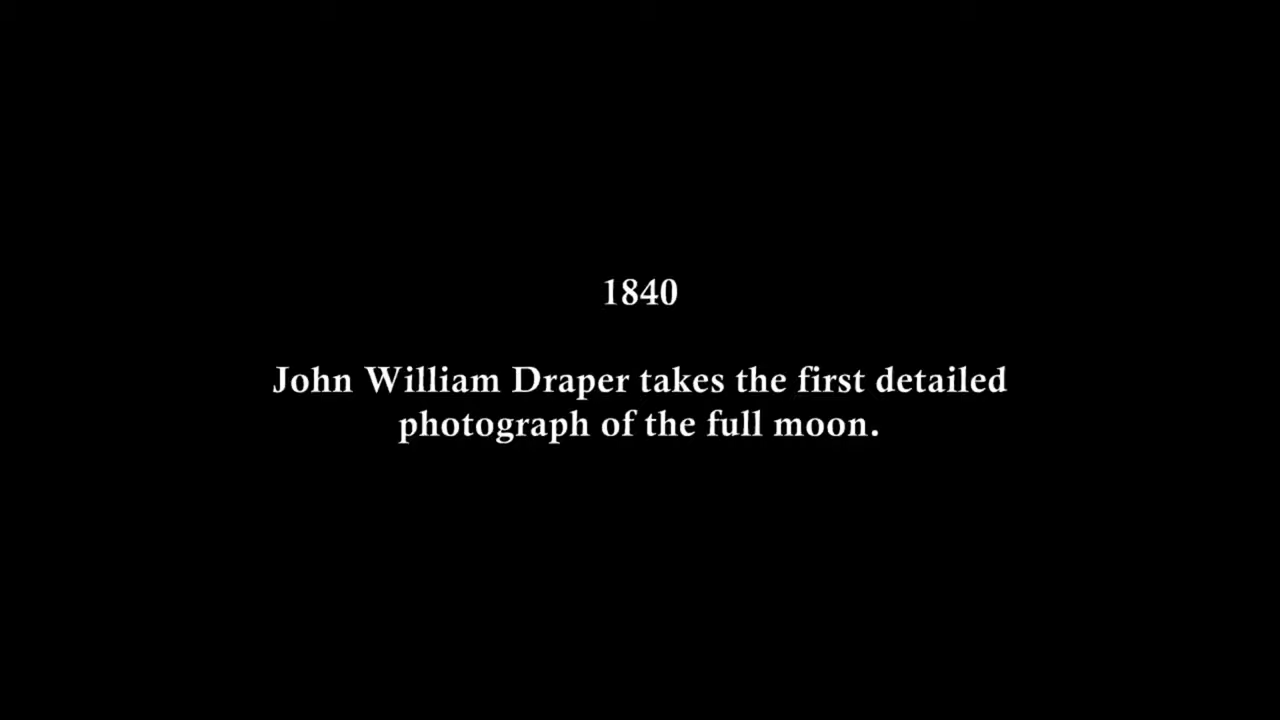 1840
John William Draper takes the first detailed
photograph of the full moon.